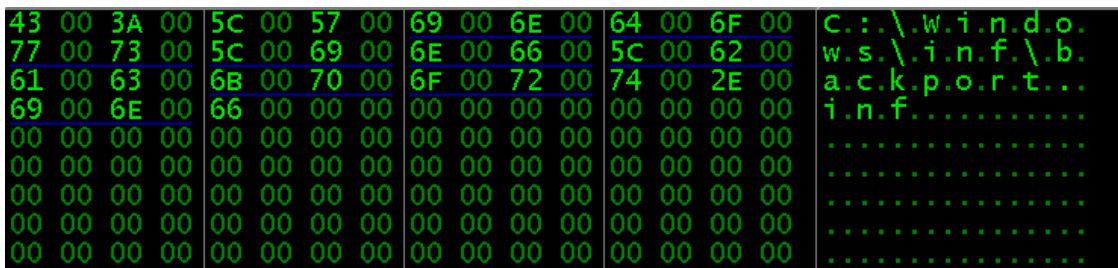 43 00 3A 00 5C 00 57 00 69 00 6E 00 64 00 6F 00 C.:.\.W.i.n.d.o.
77 00 73 00 5C 00 69 00 6E 00 66 00 5C 00 62 00 w.s.\.i.n.f.\.b.
61 00 63 00 6B 00 70 00 6F 00 72 00 74 00 2E 00 a.c.k.p.o.r.t...
69 00 6E 00 66 00 00 00 00 00 00 00 00 00 00 00 i.n.f...........
00 00 00 00 00 00 00 00 00 00 00 00 00 00 00 00 ................
00 00 00 00 00 00 00 00 00 00 00 00 00 00 00 00 ................
00 00 00 00 00 00 00 00 00 00 00 00 00 00 00 00 ................
00 00 00 00 00 00 00 00 00 00 00 00 00 00 00 00 ................
00 00 00 00 00 00 00 00 00 00 00 00 00 00 00 00 ................